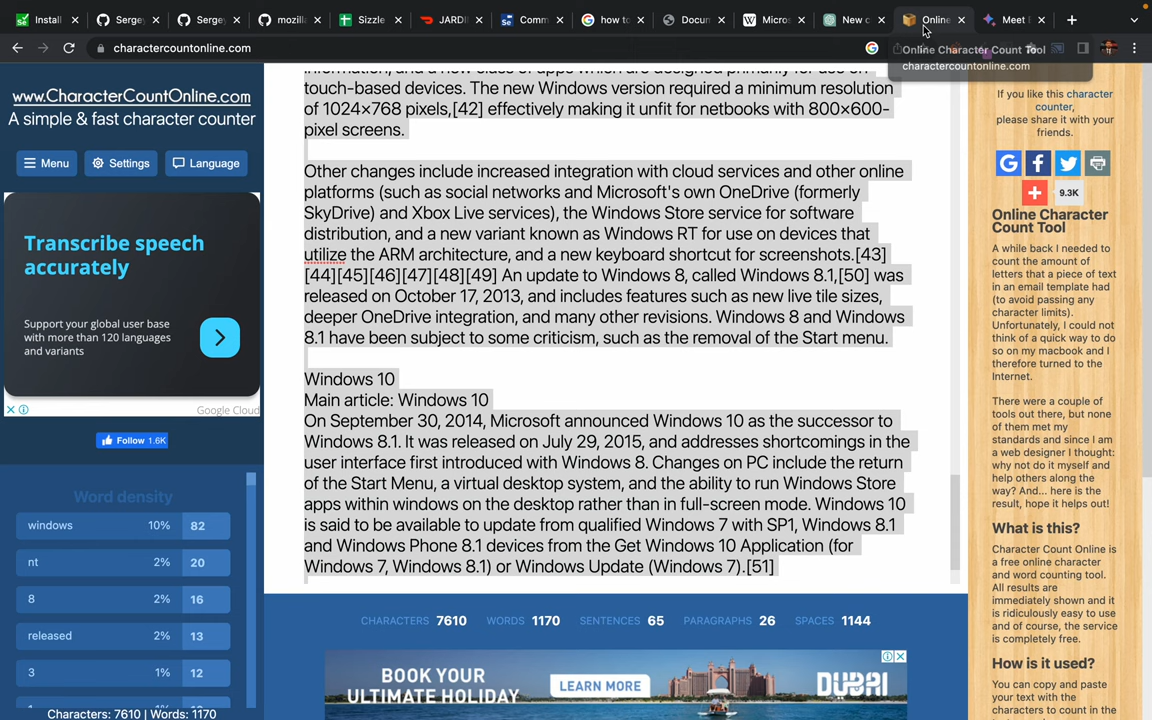 Install
Sergey
Sergey
mozilla
Sizzle
JARDI
Comm
how to
Docum
Micros
New c
Online
Meet B
charactercountonline.com
Online Character Count Tool
charactercountonline.com
www.CharacterCountOnline.com
A simple & fast character counter
Menu
Settings
Language
Transcribe speech
accurately
Support your global user base
with more than 120 languages
and variants
Google Cloud
Follow 1.6K
Word density
windows 10% 82
nt 2% 20
8 2% 16
released 2% 13
3 1% 12
Characters: 7610 | Words: 1170
information, and a new class of apps which are designed primarily for use on
touch-based devices. The new Windows version required a minimum resolution
of 1024×768 pixels,[42] effectively making it unfit for netbooks with 800×600-
pixel screens.
Other changes include increased integration with cloud services and other online
platforms (such as social networks and Microsoft's own OneDrive (formerly
SkyDrive) and Xbox Live services), the Windows Store service for software
distribution, and a new variant known as Windows RT for use on devices that
utilize the ARM architecture, and a new keyboard shortcut for screenshots.[43]
[44][45][46][47][48][49] An update to Windows 8, called Windows 8.1,[50] was
released on October 17, 2013, and includes features such as new live tile sizes,
deeper OneDrive integration, and many other revisions. Windows 8 and Windows
8.1 have been subject to some criticism, such as the removal of the Start menu.
Windows 10
Main article: Windows 10
On September 30, 2014, Microsoft announced Windows 10 as the successor to
Windows 8.1. It was released on July 29, 2015, and addresses shortcomings in the
user interface first introduced with Windows 8. Changes on PC include the return
of the Start Menu, a virtual desktop system, and the ability to run Windows Store
apps within windows on the desktop rather than in full-screen mode. Windows 10
is said to be available to update from qualified Windows 7 with SP1, Windows 8.1
and Windows Phone 8.1 devices from the Get Windows 10 Application (for
Windows 7, Windows 8.1) or Windows Update (Windows 7).[51]
CHARACTERS 7610 WORDS 1170 SENTENCES 65 PARAGRAPHS 26 SPACES 1144
BOOK YOUR
ULTIMATE HOLIDAY
LEARN MORE
DUBAI
If you like this character
counter,
please share it with your
friends.
9.3K
Online Character
Count Tool
A while back I needed to
count the amount of
letters that a piece of text
in an email template had
(to avoid passing any
character limits).
Unfortunately, I could not
think of a quick way to do
so on my macbook and I
therefore turned to the
Internet.
There were a couple of
tools out there, but none
of them met my
standards and since I am
a web designer I thought:
why not do it myself and
help others along the
way? And... here is the
result, hope it helps out!
What is this?
Character Count Online is
a free online character
and word counting tool.
All results are
immediately shown and it
is ridiculously easy to use
and of course, the service
is completely free.
How is it used?
You can copy and paste
your text with the
characters to count in the